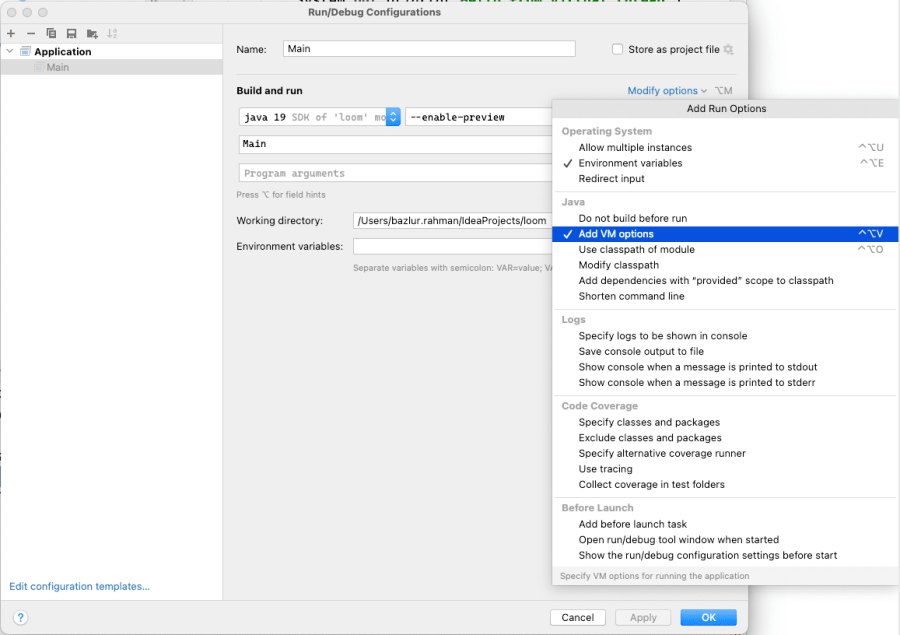 Run/Debug Configurations
Application
Main
Name:
Main
Store as project file
Build and run
Modify options
⌥M
java 19 SDK of 'loom' mo
--enable-preview
Main
Program arguments
Press ⌥ for field hints
Working directory:
/Users/bazlur.rahman/IdeaProjects/loom
Environment variables:
Separate variables with semicolon: VAR=value; VA
Add Run Options
Operating System
Allow multiple instances ^⌥U
✓ Environment variables ^⌥E
Redirect input
Java
Do not build before run
✓ Add VM options ^⌥V
Use classpath of module ^⌥O
Modify classpath
Add dependencies with “provided” scope to classpath
Shorten command line
Logs
Specify logs to be shown in console
Save console output to file
Show console when a message is printed to stdout
Show console when a message is printed to stderr
Code Coverage
Specify classes and packages
Exclude classes and packages
Specify alternative coverage runner
Use tracing
Collect coverage in test folders
Before Launch
Add before launch task
Open run/debug tool window when started
Show the run/debug configuration settings before start
Specify VM options for running the application
Edit configuration templates...
?
Cancel
Apply
OK